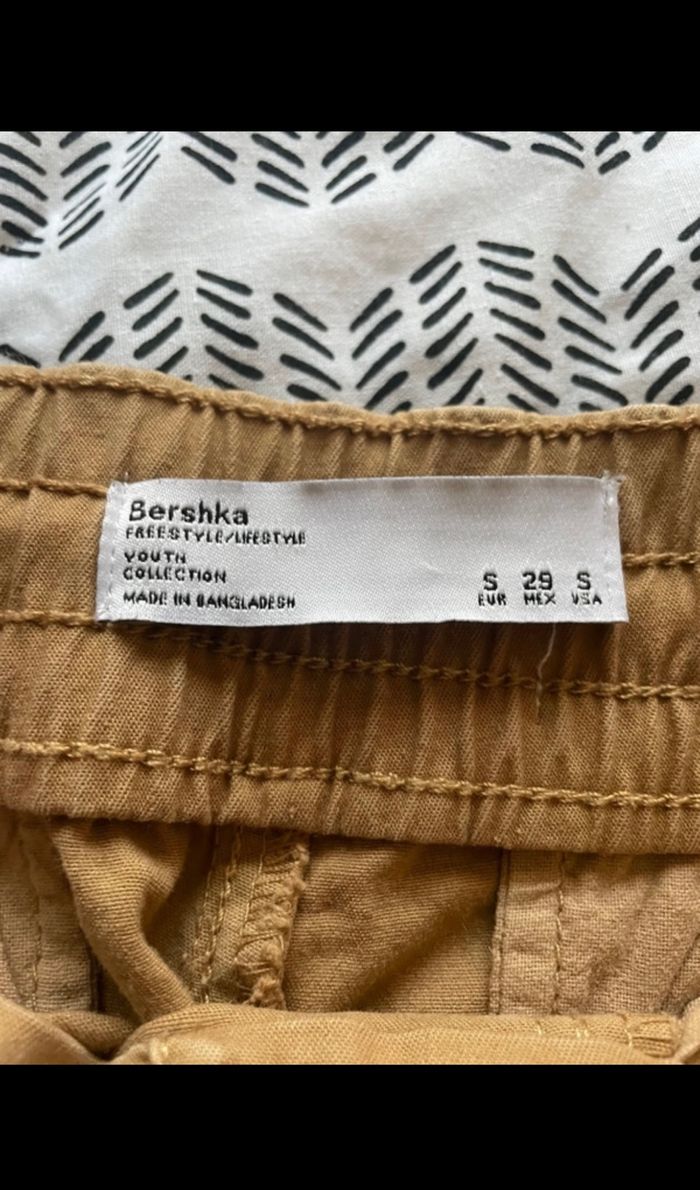 Bershka
FREESTYLE/LIFESTYLE
YOUTH
COLLECTION
MADE IN BANGLADESH
S 29 S
EUR MEX USA